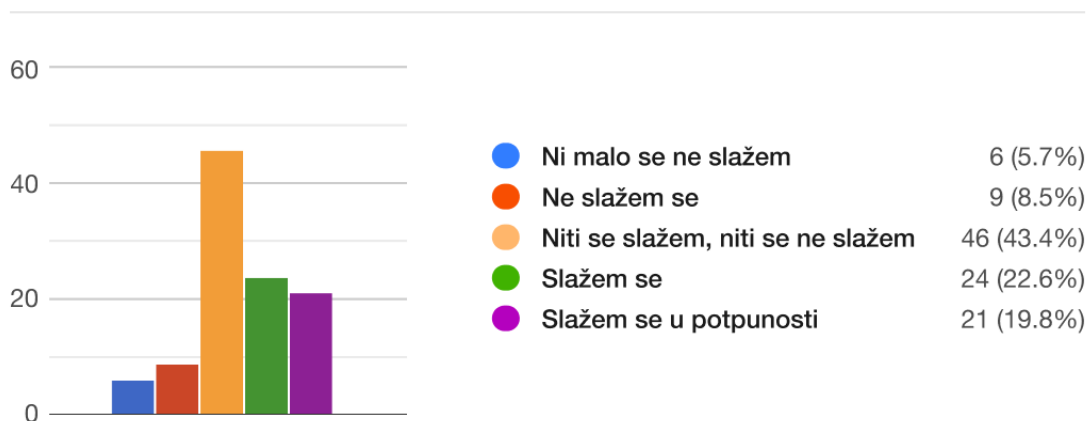 60
40
20
0
Ni malo se ne slažem 6 (5.7%)
Ne slažem se 9 (8.5%)
Niti se slažem, niti se ne slažem 46 (43.4%)
Slažem se 24 (22.6%)
Slažem se u potpunosti 21 (19.8%)